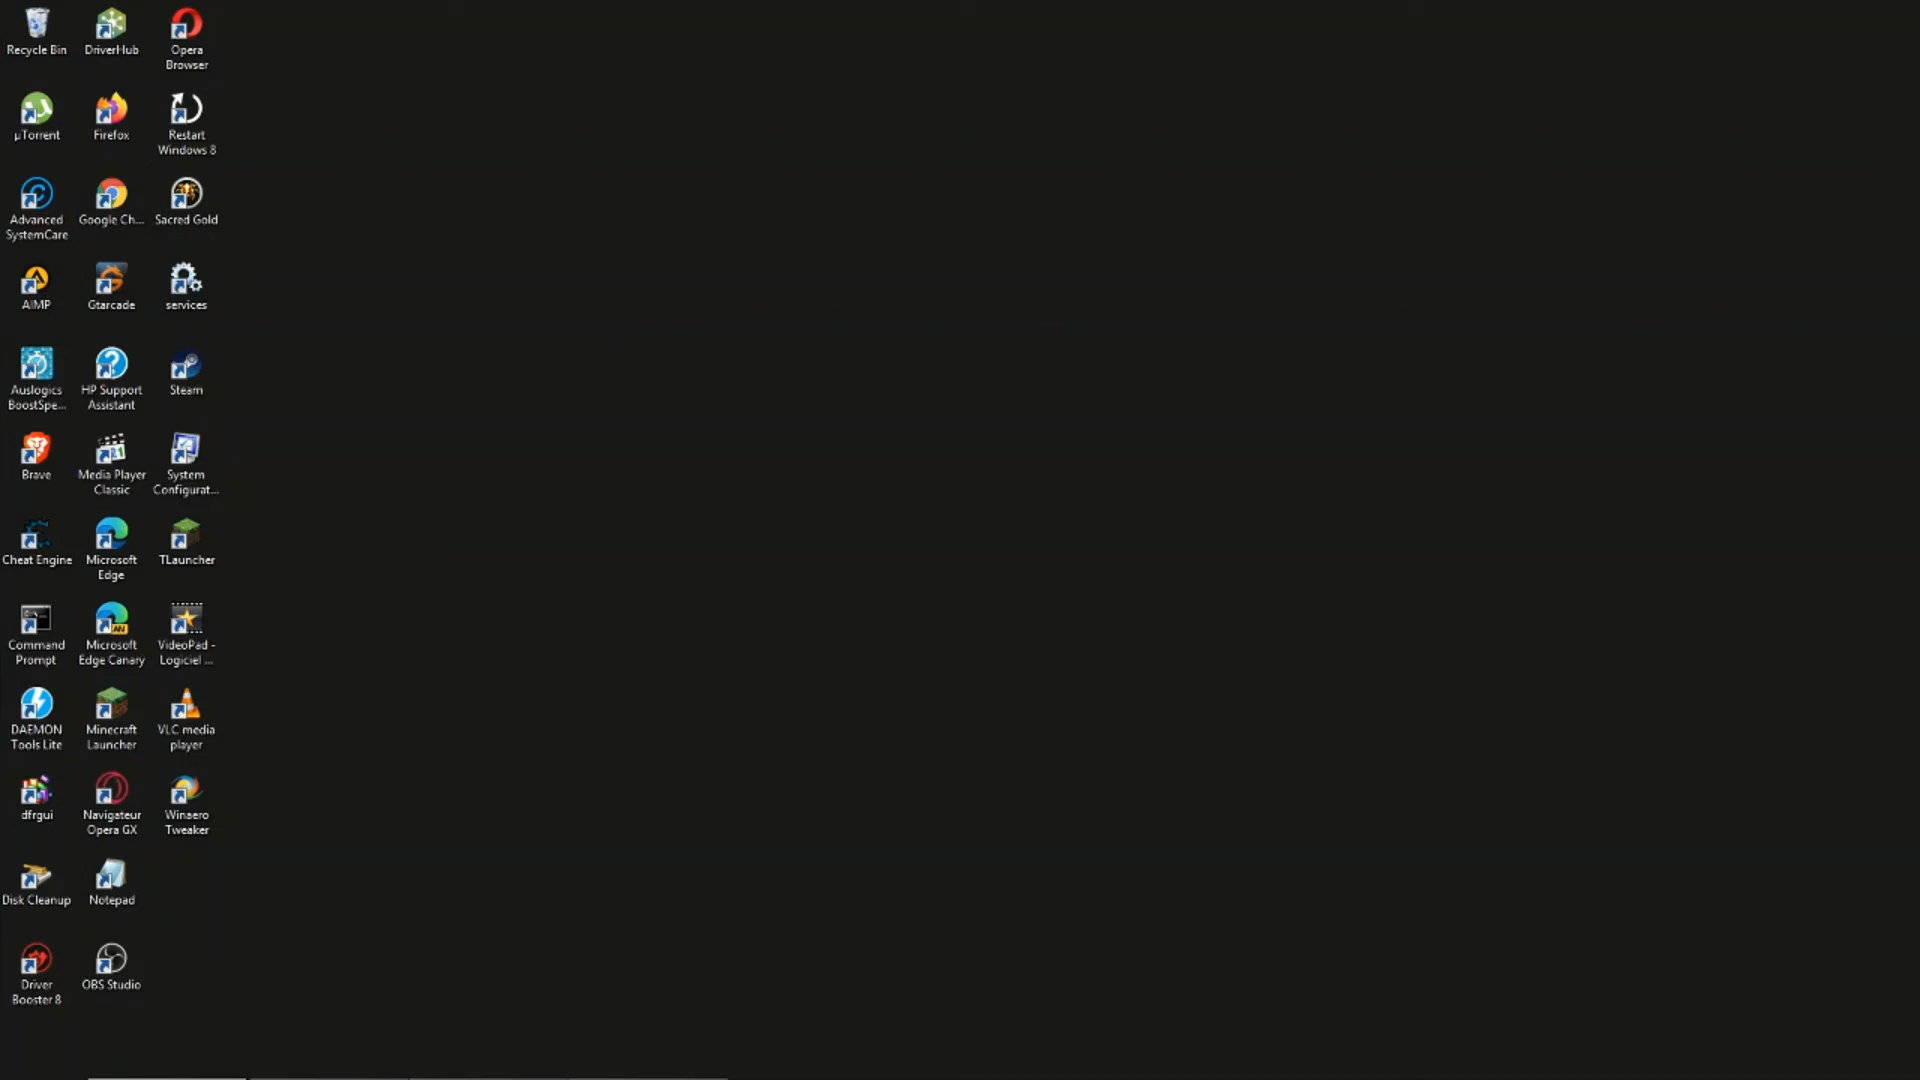 Recycle Bin
DriverHub
Opera
Browser
µTorrent
Firefox
Restart
Windows 8
Advanced
SystemCare
Google Ch...
Sacred Gold
AIMP
Gtarcade
services
Auslogics
BoostSpe...
HP Support
Assistant
Steam
Brave
Media Player
Classic
System
Configurat...
Cheat Engine
Microsoft
Edge
TLauncher
Command
Prompt
Microsoft
Edge Canary
VideoPad -
Logiciel ...
DAEMON
Tools Lite
Minecraft
Launcher
VLC media
player
dfrgui
Navigateur
Opera GX
Winaero
Tweaker
Disk Cleanup
Notepad
Driver
Booster 8
OBS Studio